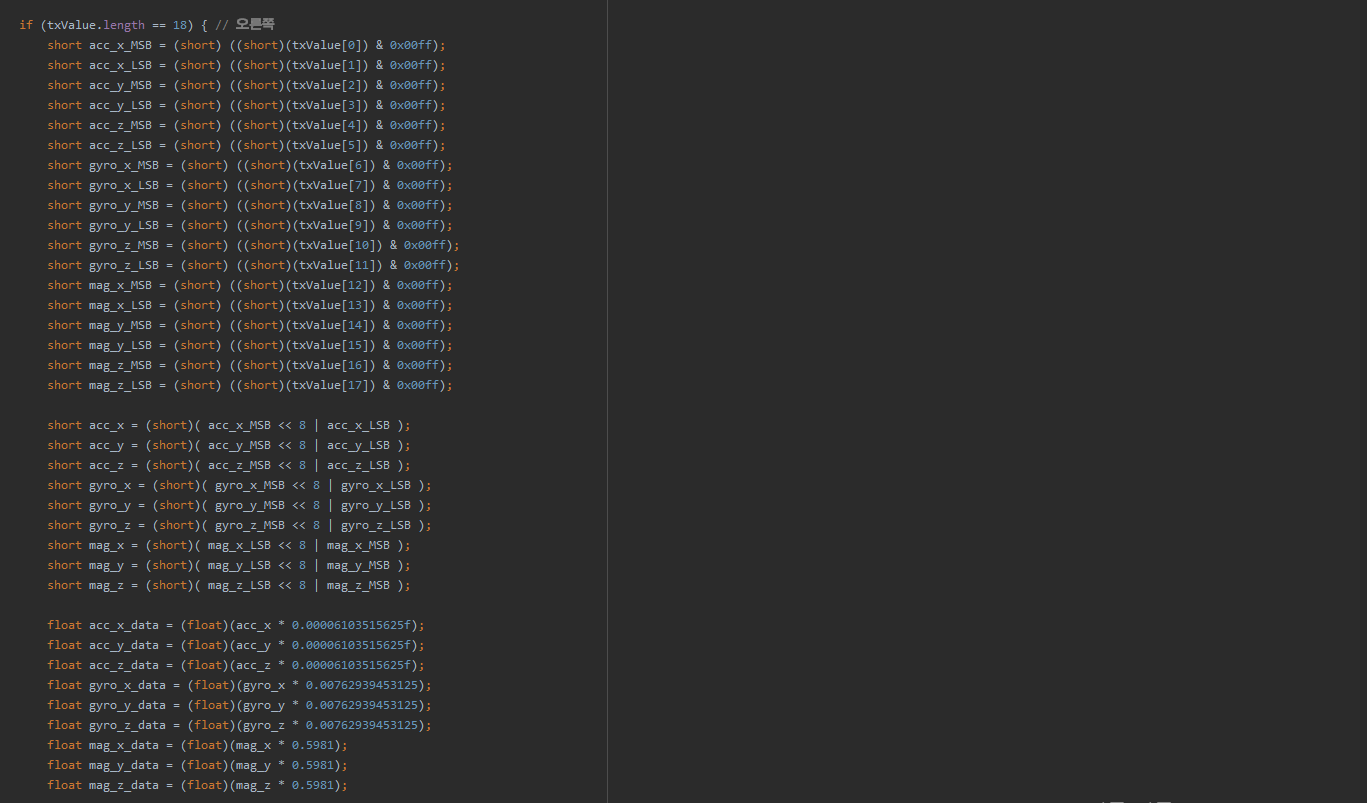 if (txValue.length == 18) { // 오른쪽
short acc_x_MSB = (short) ((short)(txValue[0]) & 0x00ff);
short acc_x_LSB = (short) ((short)(txValue[1]) & 0x00ff);
short acc_y_MSB = (short) ((short)(txValue[2]) & 0x00ff);
short acc_y_LSB = (short) ((short)(txValue[3]) & 0x00ff);
short acc_z_MSB = (short) ((short)(txValue[4]) & 0x00ff);
short acc_z_LSB = (short) ((short)(txValue[5]) & 0x00ff);
short gyro_x_MSB = (short) ((short)(txValue[6]) & 0x00ff);
short gyro_x_LSB = (short) ((short)(txValue[7]) & 0x00ff);
short gyro_y_MSB = (short) ((short)(txValue[8]) & 0x00ff);
short gyro_y_LSB = (short) ((short)(txValue[9]) & 0x00ff);
short gyro_z_MSB = (short) ((short)(txValue[10]) & 0x00ff);
short gyro_z_LSB = (short) ((short)(txValue[11]) & 0x00ff);
short mag_x_MSB = (short) ((short)(txValue[12]) & 0x00ff);
short mag_x_LSB = (short) ((short)(txValue[13]) & 0x00ff);
short mag_y_MSB = (short) ((short)(txValue[14]) & 0x00ff);
short mag_y_LSB = (short) ((short)(txValue[15]) & 0x00ff);
short mag_z_MSB = (short) ((short)(txValue[16]) & 0x00ff);
short mag_z_LSB = (short) ((short)(txValue[17]) & 0x00ff);
short acc_x = (short)( acc_x_MSB << 8 | acc_x_LSB );
short acc_y = (short)( acc_y_MSB << 8 | acc_y_LSB );
short acc_z = (short)( acc_z_MSB << 8 | acc_z_LSB );
short gyro_x = (short)( gyro_x_MSB << 8 | gyro_x_LSB );
short gyro_y = (short)( gyro_y_MSB << 8 | gyro_y_LSB );
short gyro_z = (short)( gyro_z_MSB << 8 | gyro_z_LSB );
short mag_x = (short)( mag_x_LSB << 8 | mag_x_MSB );
short mag_y = (short)( mag_y_LSB << 8 | mag_y_MSB );
short mag_z = (short)( mag_z_LSB << 8 | mag_z_MSB );
float acc_x_data = (float)(acc_x * 0.00006103515625f);
float acc_y_data = (float)(acc_y * 0.00006103515625f);
float acc_z_data = (float)(acc_z * 0.00006103515625f);
float gyro_x_data = (float)(gyro_x * 0.00762939453125);
float gyro_y_data = (float)(gyro_y * 0.00762939453125);
float gyro_z_data = (float)(gyro_z * 0.00762939453125);
float mag_x_data = (float)(mag_x * 0.5981);
float mag_y_data = (float)(mag_y * 0.5981);
float mag_z_data = (float)(mag_z * 0.5981);